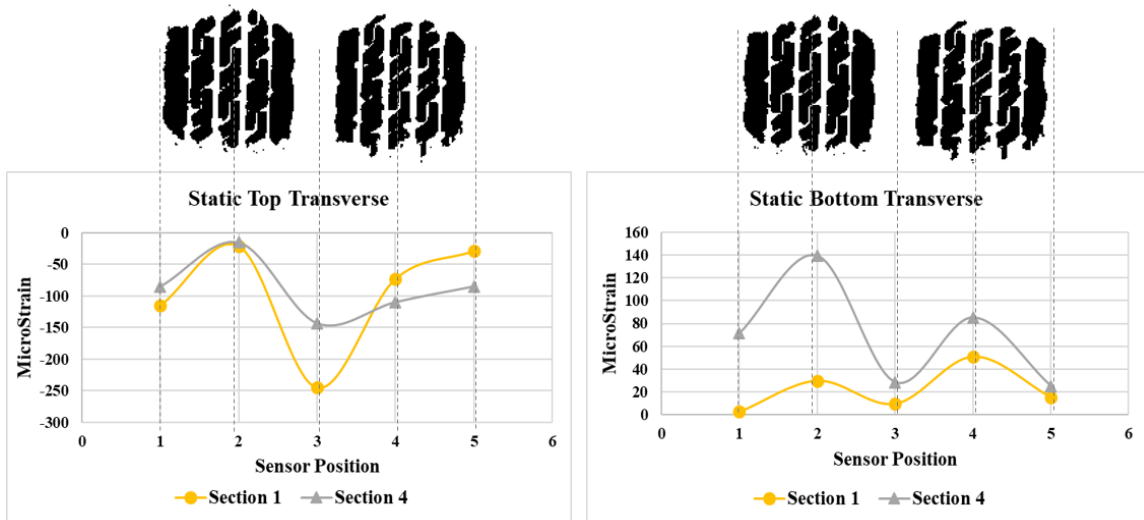 Static Top Transverse
0
-50
-100
-150
-200
-250
-300
MicroStrain
0 1 2 3 4 5 6
Sensor Position
Section 1 Section 4
Static Bottom Transverse
160
140
120
100
80
60
40
20
0
MicroStrain
0 1 2 3 4 5 6
Sensor Position
Section 1 Section 4